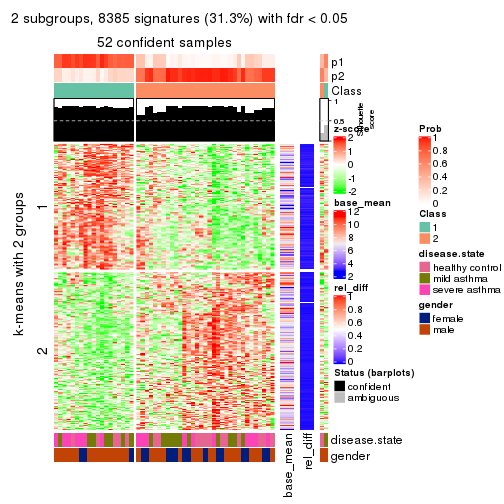 2 subgroups, 8385 signatures (31.3%) with fdr < 0.05
52 confident samples
p1
p2
Class
1
0.5
Silhouette
score
k-means with 2 groups
1
2
z-score
2
1
0
-1
-2
base_mean
12
10
8
6
4
2
rel_diff
1
0.8
0.6
0.4
0.2
0
Status (barplots)
confident
ambiguous
Prob
1
0.8
0.6
0.4
0.2
0
Class
1
2
disease.state
healthy control
mild asthma
severe asthma
gender
female
male
disease.state
gender
base_mean
rel_diff